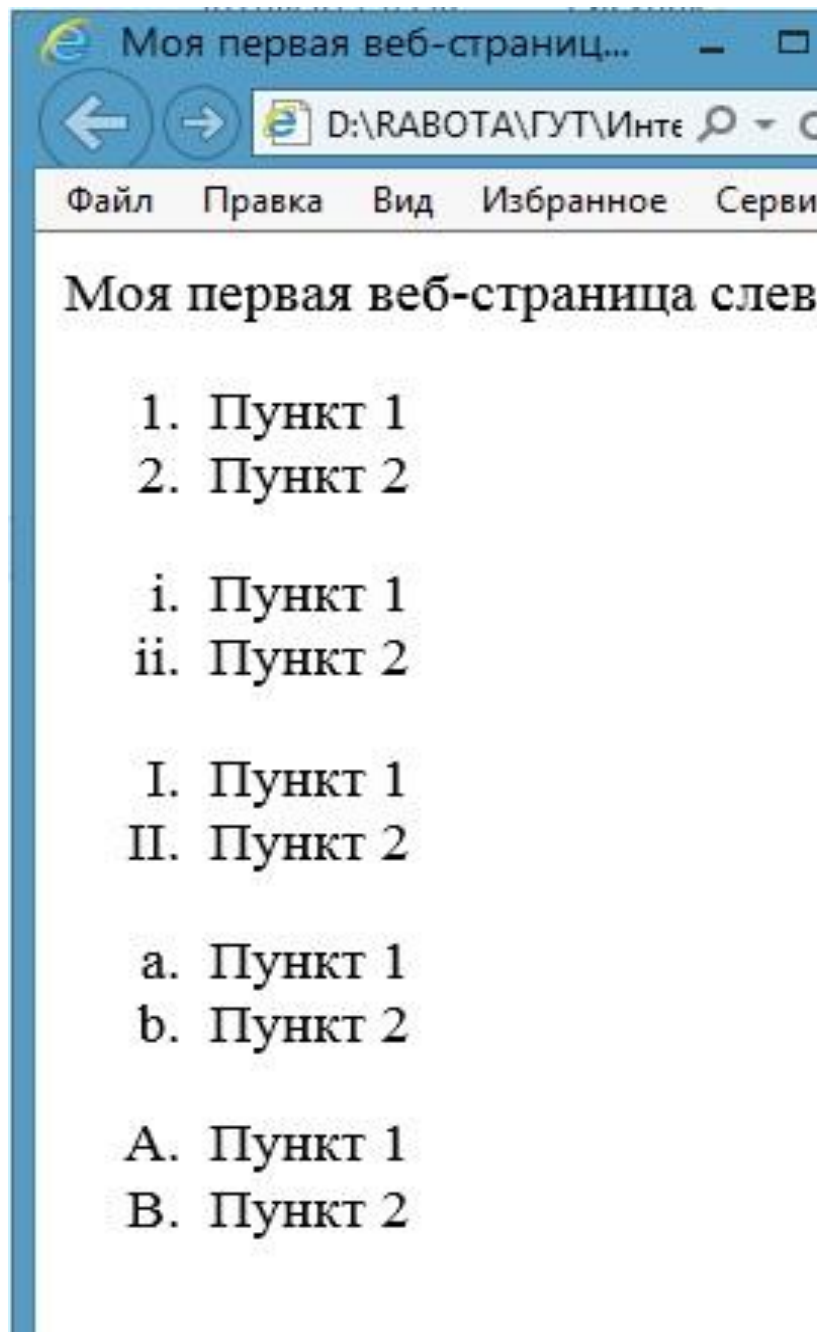 Моя первая веб-страниц...
D:\RABOTA\ГУТ\Инте
Файл Правка Вид Избранное Серви
Моя первая веб-страница слев
1. Пункт 1
2. Пункт 2
i. Пункт 1
ii. Пункт 2
I. Пункт 1
II. Пункт 2
a. Пункт 1
b. Пункт 2
A. Пункт 1
B. Пункт 2